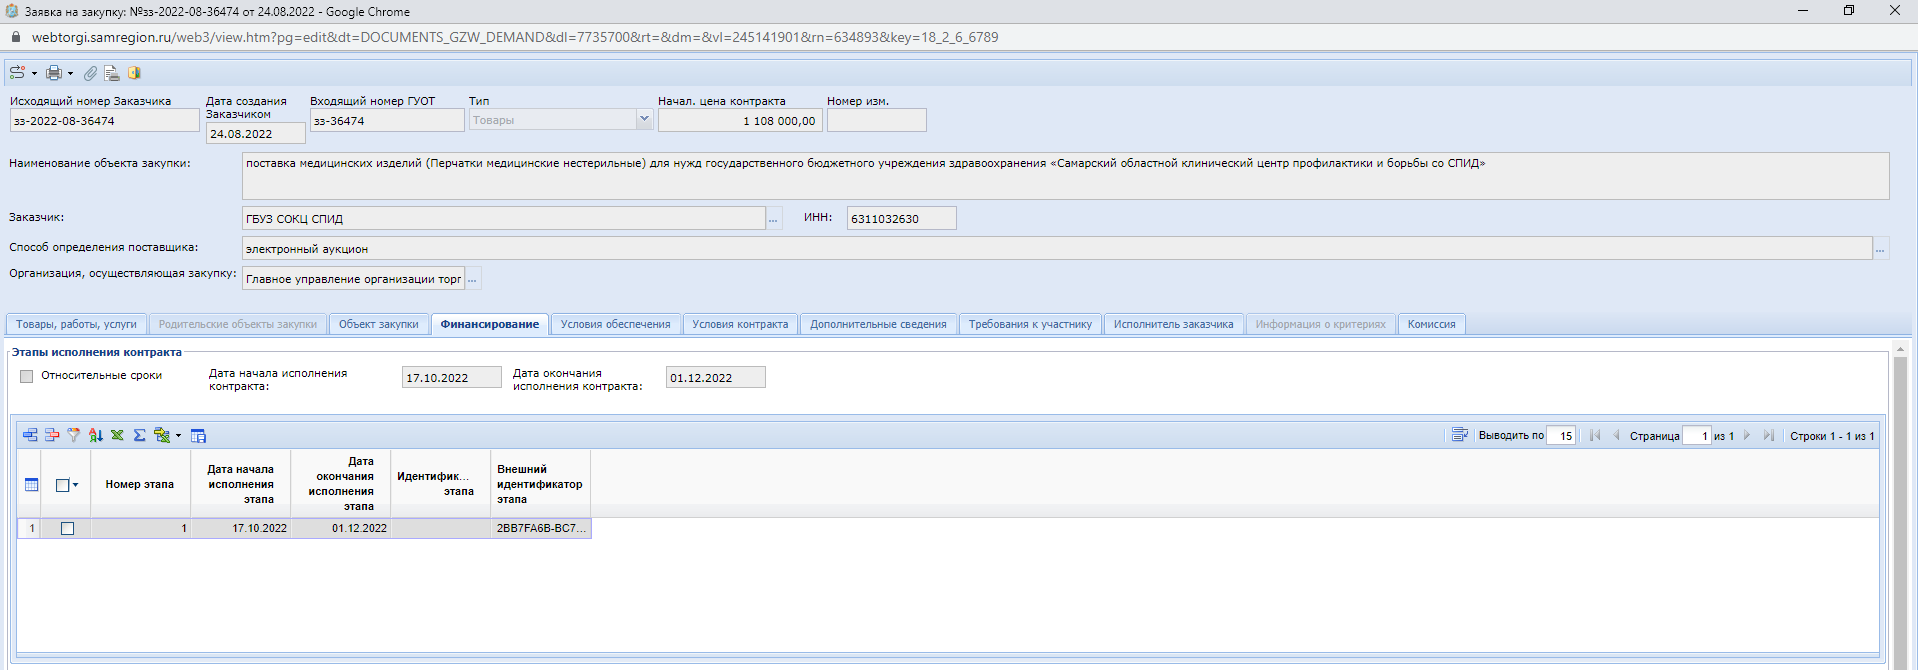 Заявка на закупку: №зз-2022-08-36474 от 24.08.2022 - Google Chrome
webtorgi.samregion.ru/web3/view.htm?pg=edit&dt=DOCUMENTS_GZW_DEMAND&dl=7735700&rt=&dm=&vl=245141901&rn=634893&key=18_2_6_6789
Исходящий номер Заказчика
зз-2022-08-36474
Дата создания
Заказчиком
24.08.2022
Входящий номер ГУОТ
зз-36474
Тип
Товары
Начал. цена контракта
1 108 000,00
Номер изм.
Наименование объекта закупки:
поставка медицинских изделий (Перчатки медицинские нестерильные) для нужд государственного бюджетного учреждения здравоохранения «Самарский областной клинический центр профилактики и борьбы со СПИД»
Заказчик:
ГБУЗ СОКЦ СПИД
...
ИНН:
6311032630
Способ определения поставщика:
электронный аукцион
...
Организация, осуществляющая закупку:
Главное управление организации торг
...
Товары, работы, услуги
Родительские объекты закупки
Объект закупки
Финансирование
Условия обеспечения
Условия контракта
Дополнительные сведения
Требования к участнику
Исполнитель заказчика
Информация о критериях
Комиссия
Этапы исполнения контракта
Относительные сроки
Дата начала исполнения
контракта:
17.10.2022
Дата окончания
исполнения контракта:
01.12.2022
Выводить по
15
Страница
1
из 1
Строки 1 - 1 из 1
Номер этапа
Дата начала
исполнения
этапа
Дата
окончания
исполнения
этапа
Идентифик...
этапа
Внешний
идентификатор
этапа
1
1
17.10.2022
01.12.2022
2BB7FA6B-BC7...